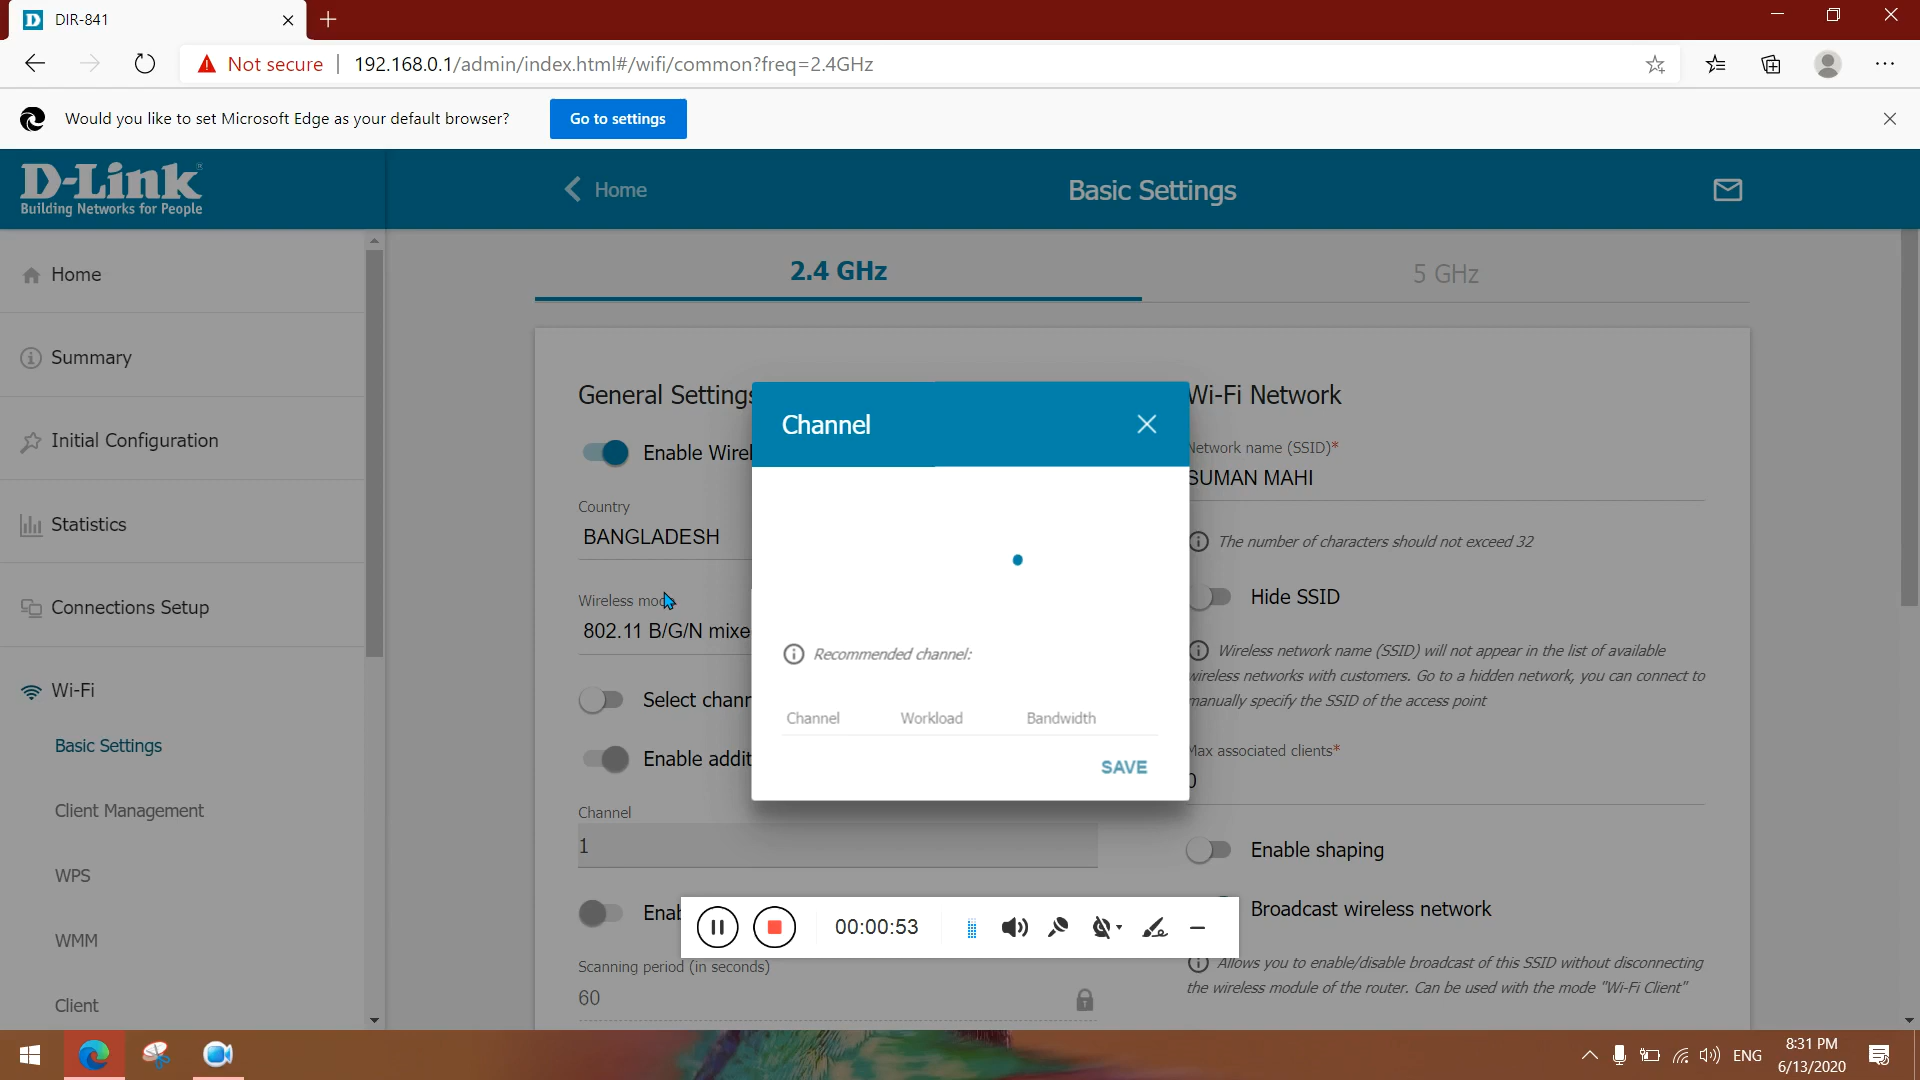 DIR-841
Not secure
192.168.0.1/admin/index.html#/wifi/common?freq=2.4GHz
Would you like to set Microsoft Edge as your default browser?
Go to settings
D-Link
Building Networks for People
Home
Basic Settings
Home
Summary
Initial Configuration
Statistics
Connections Setup
Wi-Fi
Basic Settings
Client Management
WPS
WMM
Client
2.4 GHz
5 GHz
General Settings
Enable Wirel
Country
BANGLADESH
Wireless mod
802.11 B/G/N mixe
Select chann
Enable addit
Channel
1
Enab
Scanning period (in seconds)
60
Channel
Recommended channel:
Channel Workload Bandwidth
SAVE
Wi-Fi Network
Network name (SSID)*
SUMAN MAHI
The number of characters should not exceed 32
Hide SSID
Wireless network name (SSID) will not appear in the list of available
wireless networks with customers. Go to a hidden network, you can connect to
manually specify the SSID of the access point
Max associated clients*
0
Enable shaping
Broadcast wireless network
Allows you to enable/disable broadcast of this SSID without disconnecting
the wireless module of the router. Can be used with the mode "Wi-Fi Client"
00:00:53
ENG
8:31 PM
6/13/2020